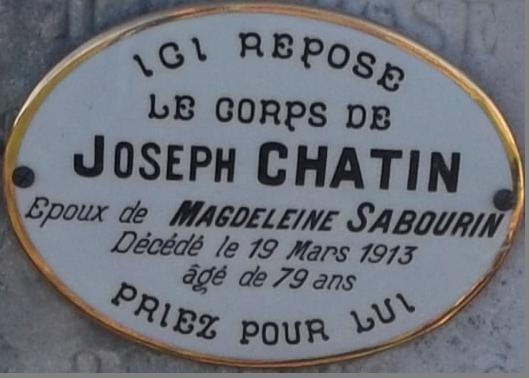 ICI REPOSE
LE CORPS DE
JOSEPH CHATIN
Epoux de MAGDELEINE SABOURIN
Décédé le 19 Mars 1913
âgé de 79 ans
PRIEZ POUR LUI